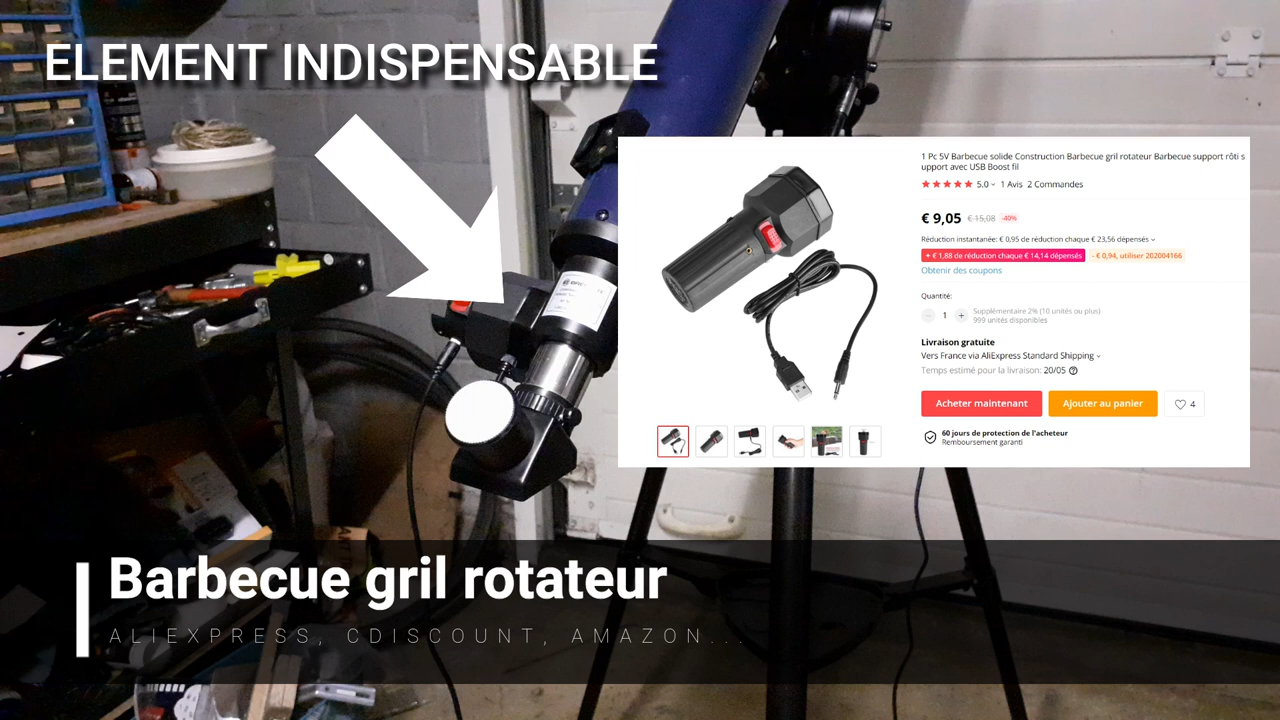 ELEMENT INDISPENSABLE
1 Pc 5V Barbecue solide Construction Barbecue gril rotateur Barbecue support rôti s
upport avec USB Boost fil
5.0 1 Avis 2 Commandes
€ 9,05 € 15,08 -40%
Réduction instantanée: € 0,95 de réduction chaque € 23,56 dépensés
+ € 1,88 de réduction chaque € 14,14 dépensés - € 0,94, utiliser 202004166
Obtenir des coupons
Quantité:
− 1 + Supplémentaire 2% (10 unités ou plus)
999 unités disponibles
Livraison gratuite
Vers France via AliExpress Standard Shipping
Temps estimé pour la livraison: 20/05
Acheter maintenant Ajouter au panier 4
60 jours de protection de l'acheteur
Remboursement garanti
Barbecue gril rotateur
ALIEXPRESS, CDISCOUNT, AMAZON...